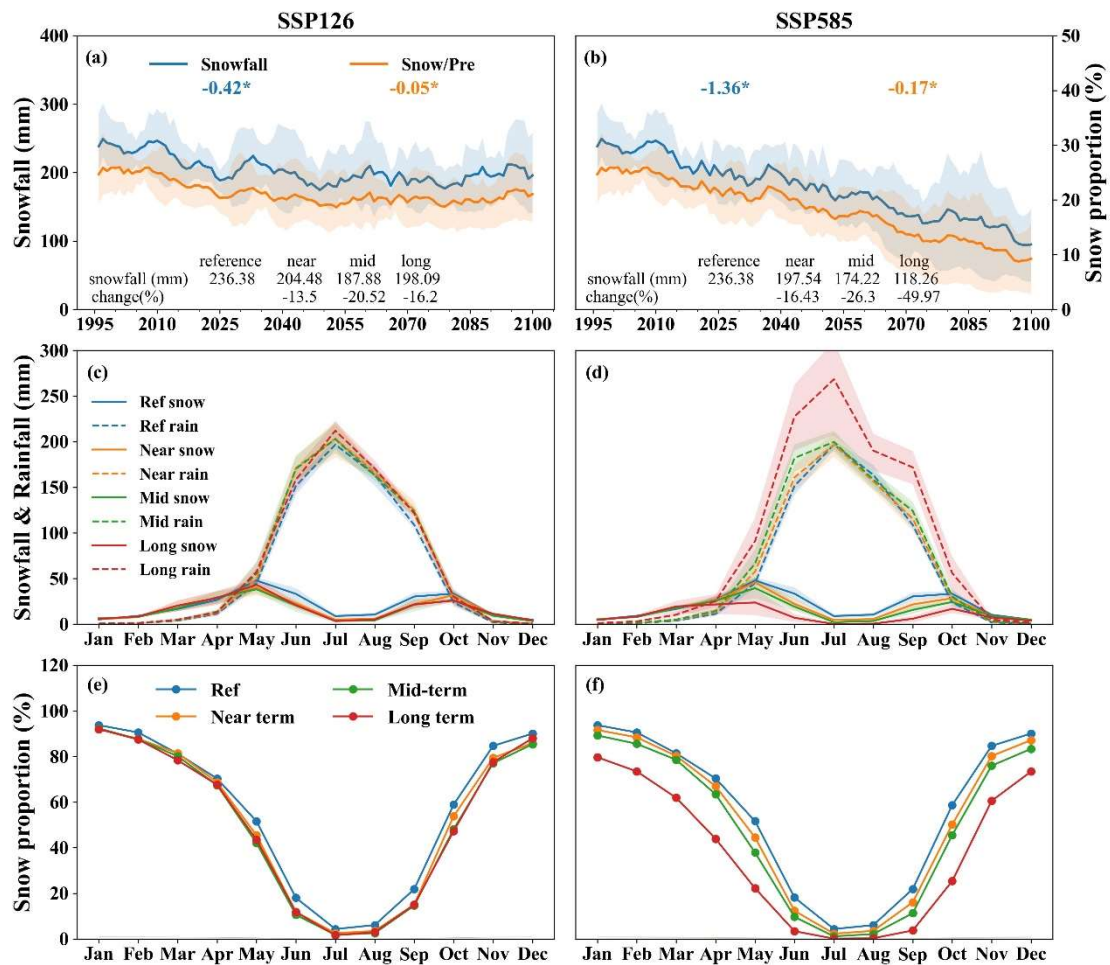 SSP126
SSP585
400
300
200
100
0
Snowfall (mm)
(a)
Snowfall
Snow/Pre
-0.42*
-0.05*
reference near mid long
snowfall (mm) 236.38 204.48 187.88 198.09
change(%) -13.5 -20.52 -16.2
1995 2010 2025 2040 2055 2070 2085 2100
(b)
-1.36*
-0.17*
reference near mid long
snowfall (mm) 236.38 197.54 174.22 118.26
change(%) -16.43 -26.3 -49.97
1995 2010 2025 2040 2055 2070 2085 2100
50
40
30
20
10
0
Snow proportion (%)
300
250
200
150
100
50
0
Snowfall & Rainfall (mm)
(c)
Ref snow
Ref rain
Near snow
Near rain
Mid snow
Mid rain
Long snow
Long rain
Jan Feb Mar Apr May Jun Jul Aug Sep Oct Nov Dec
(d)
Jan Feb Mar Apr May Jun Jul Aug Sep Oct Nov Dec
120
100
80
60
40
20
0
Snow proportion (%)
(e)
Ref
Mid-term
Near term
Long term
Jan Feb Mar Apr May Jun Jul Aug Sep Oct Nov Dec
(f)
Jan Feb Mar Apr May Jun Jul Aug Sep Oct Nov Dec